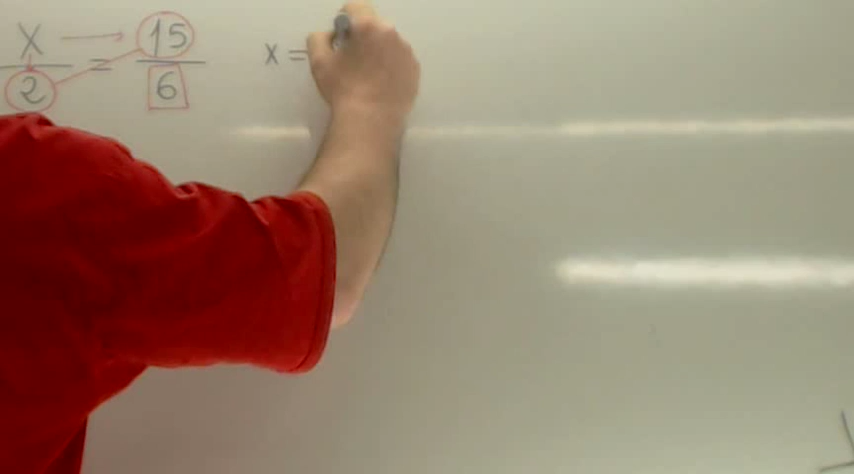 X → 15 x =
2 = 6